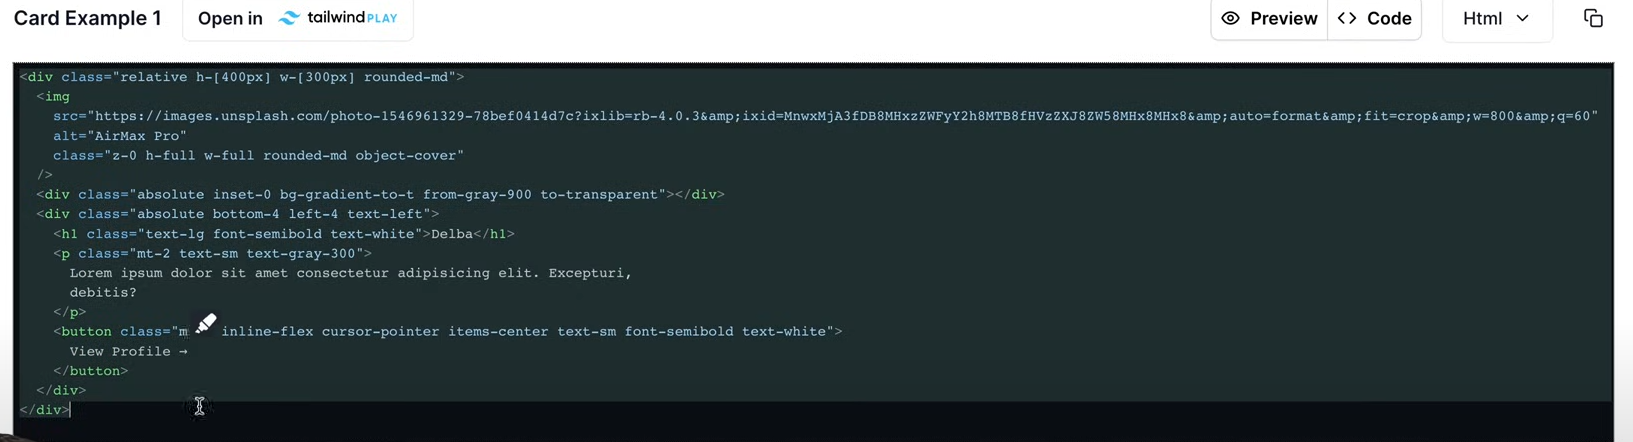 Card Example 1 Open in tailwind PLAY Preview Code Html
<div class="relative h-[400px] w-[300px] rounded-md">
<img
src="https://images.unsplash.com/photo-1546961329-78bef0414d7c?ixlib=rb-4.0.3&amp;ixid=MnwxMjA3fDB8MHxzZWFyY2h8MTB8fHVzZXJ8ZW58MHx8MHx8&amp;auto=format&amp;fit=crop&amp;w=800&amp;q=60"
alt="AirMax Pro"
class="z-0 h-full w-full rounded-md object-cover"
/>
<div class="absolute inset-0 bg-gradient-to-t from-gray-900 to-transparent"></div>
<div class="absolute bottom-4 left-4 text-left">
<h1 class="text-lg font-semibold text-white">Delba</h1>
<p class="mt-2 text-sm text-gray-300">
Lorem ipsum dolor sit amet consectetur adipisicing elit. Excepturi,
debitis?
</p>
<button class="m inline-flex cursor-pointer items-center text-sm font-semibold text-white">
View Profile →
</button>
</div>
</div>